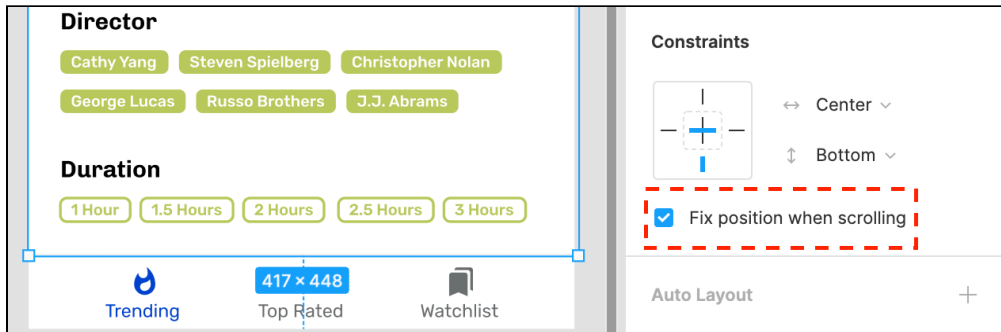 Director
Cathy Yang Steven Spielberg Christopher Nolan
George Lucas Russo Brothers J.J. Abrams
Duration
1 Hour 1.5 Hours 2 Hours 2.5 Hours 3 Hours
417 × 448
Trending Top Rated Watchlist
Constraints
Center
Bottom
Fix position when scrolling
Auto Layout